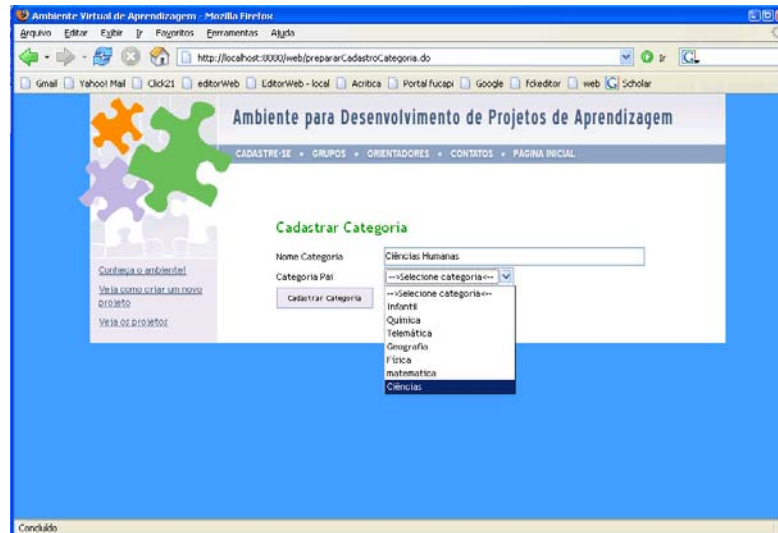 Ambiente Virtual de Aprendizagem - Mozilla Firefox
Arquivo Editar Exibir Ir Favoritos Ferramentas Ajuda
http://localhost:8080/web/prepararCadastroCategoria.do Ir
Gmail Yahoo! Mail Click21 editorWeb EditorWeb - local Acritica Portal fucapi Google Fckeditor web Scholar
Ambiente para Desenvolvimento de Projetos de Aprendizagem
CADASTRE-SE • GRUPOS • ORIENTADORES • CONTATOS • PÁGINA INICIAL
Cadastrar Categoria
Nome Categoria Ciências Humanas
Categoria Pai -->Selecione categoria<--
Cadastrar Categoria
-->Selecione categoria<--
Infantil
Química
Telemática
Geografia
Física
matematica
Ciências
Conheça o ambiente!
Veja como criar um novo
projeto
Veja os projetos
Concluído